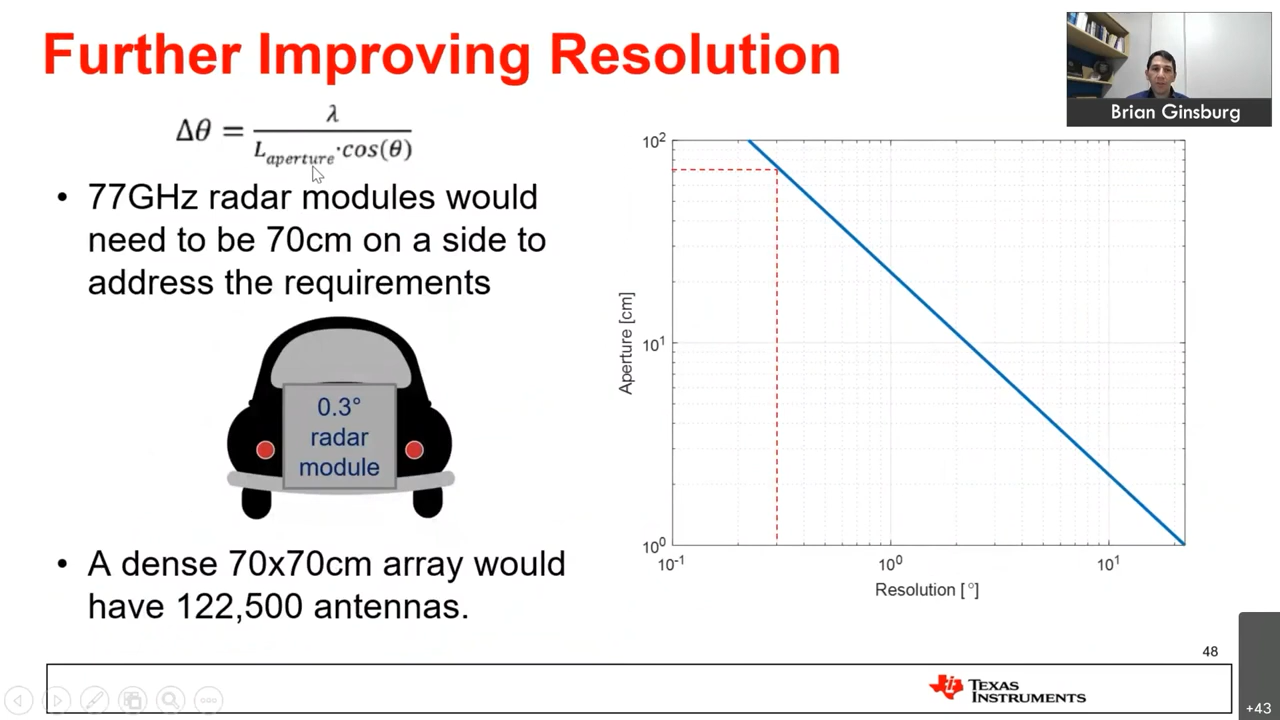 Further Improving Resolution
Brian Ginsburg
Δθ = λ / (L_aperture·cos(θ))
• 77GHz radar modules would
need to be 70cm on a side to
address the requirements
0.3°
radar
module
• A dense 70x70cm array would
have 122,500 antennas.
10²
10¹
10⁰
Aperture [cm]
10⁻¹
10⁰
10¹
Resolution [°]
48
TEXAS
INSTRUMENTS
+43